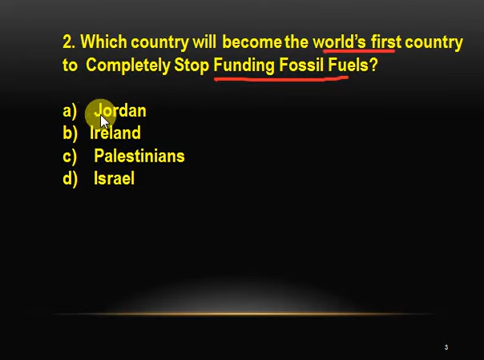 2. Which country will become the world's first country
to Completely Stop Funding Fossil Fuels?
a) Jordan
b) Ireland
c) Palestinians
d) Israel
3